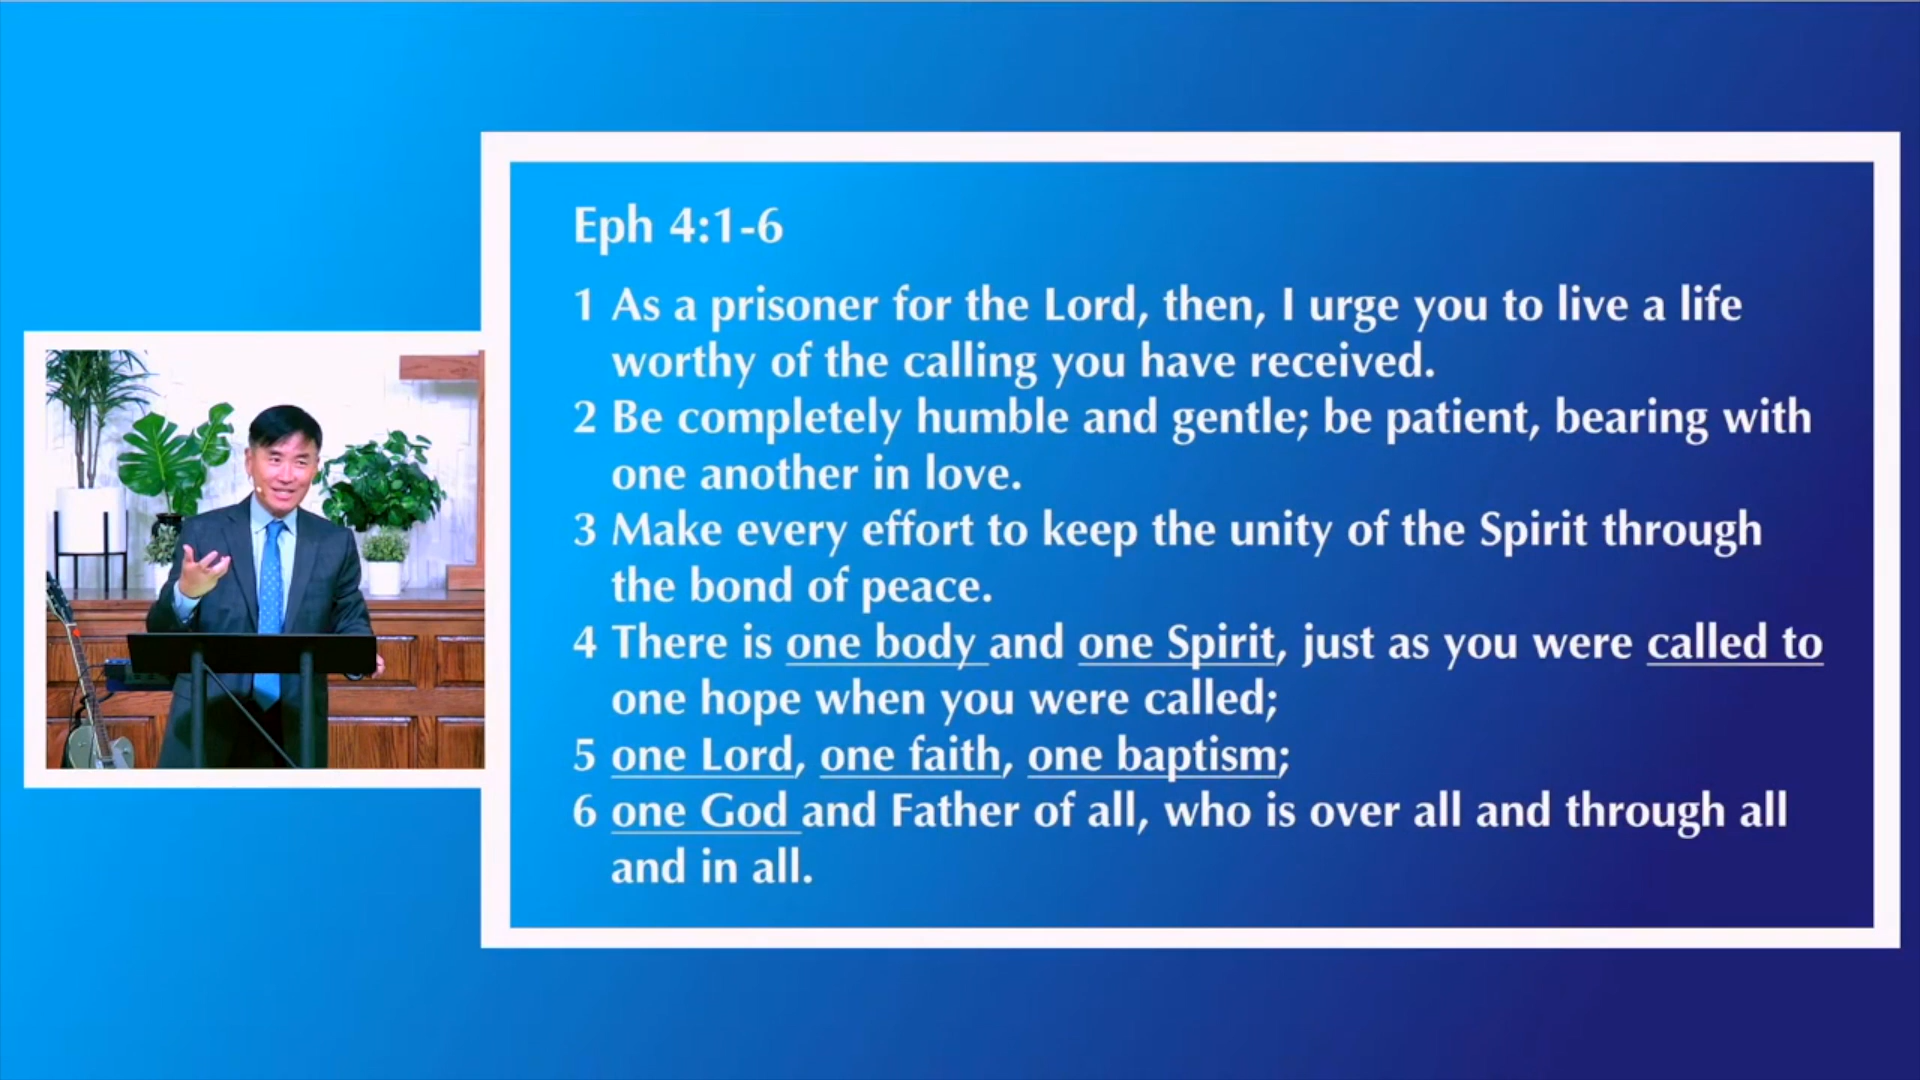 Eph 4:1-6
1 As a prisoner for the Lord, then, I urge you to live a life
worthy of the calling you have received.
2 Be completely humble and gentle; be patient, bearing with
one another in love.
3 Make every effort to keep the unity of the Spirit through
the bond of peace.
4 There is one body and one Spirit, just as you were called to
one hope when you were called;
5 one Lord, one faith, one baptism;
6 one God and Father of all, who is over all and through all
and in all.